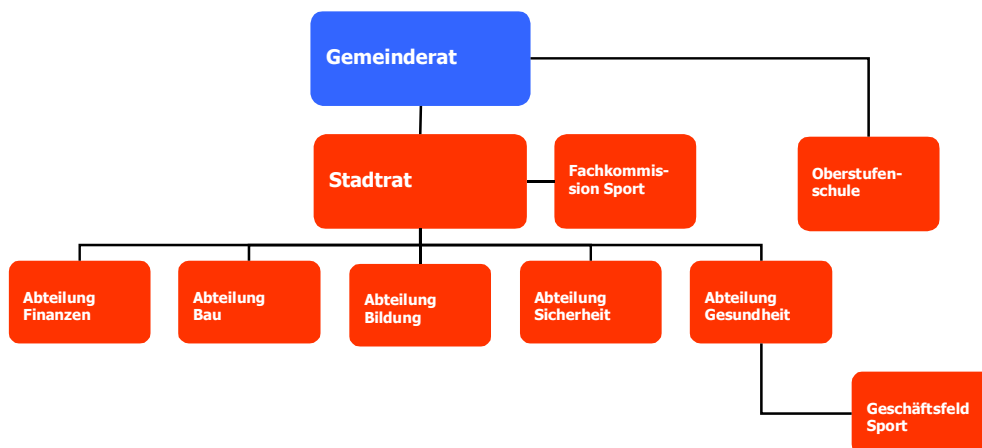 Gemeinderat
Stadtrat
Fachkommis-
sion Sport
Oberstufen-
schule
Abteilung
Finanzen
Abteilung
Bau
Abteilung
Bildung
Abteilung
Sicherheit
Abteilung
Gesundheit
Geschäftsfeld
Sport